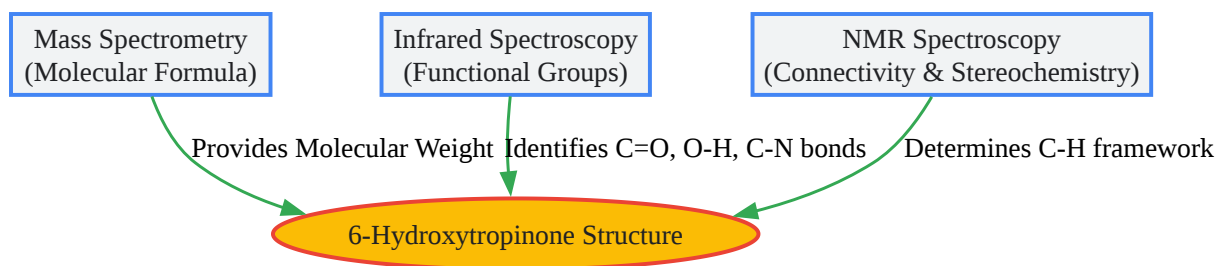 Mass Spectrometry
(Molecular Formula)
Infrared Spectroscopy
(Functional Groups)
NMR Spectroscopy
(Connectivity & Stereochemistry)
Provides Molecular Weight
Identifies C=O, O-H, C-N bonds
Determines C-H framework
6-Hydroxytropinone Structure